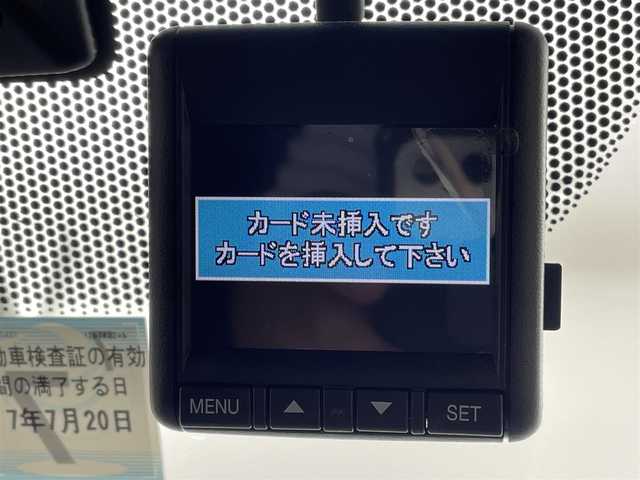 カード未挿入です
カードを挿入して下さい
MENU
SET
動車検査証の有効
間の満了する日
7年7月20日